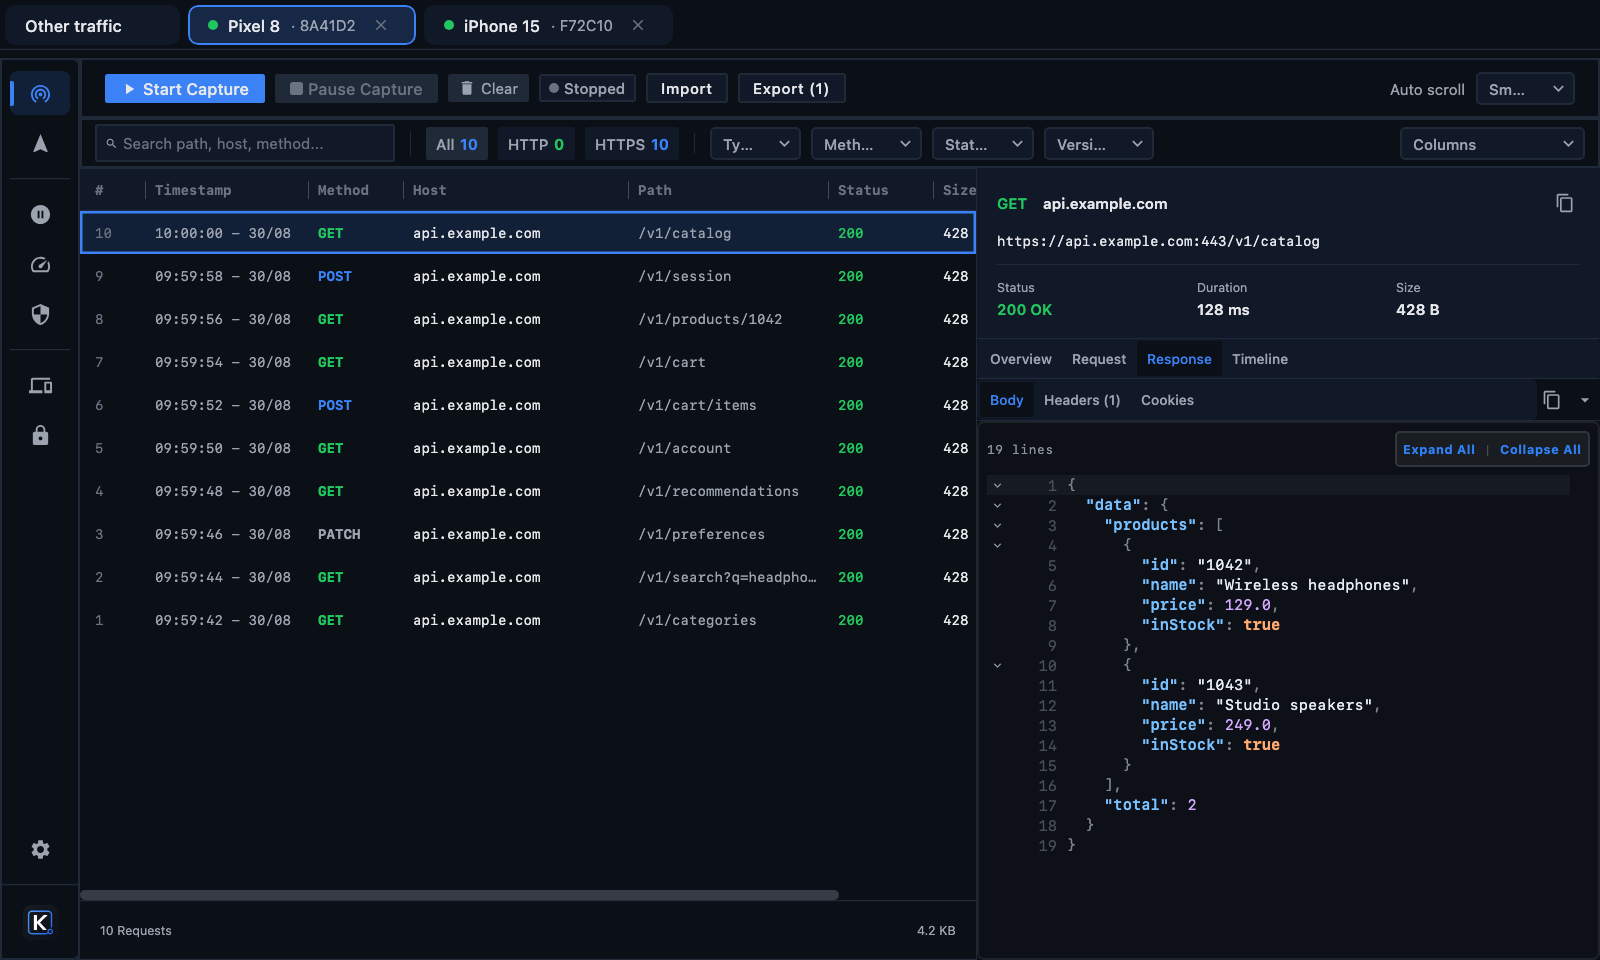 Other traffic
Pixel 8 · 8A41D2
iPhone 15 · F72C10
Start Capture
Pause Capture
Clear
Stopped
Import
Export (1)
Auto scroll
Sm...
Search path, host, method...
All 10
HTTP 0
HTTPS 10
Ty...
Meth...
Stat...
Versi...
Columns
# Timestamp Method Host Path Status Size
10 10:00:00 – 30/08 GET api.example.com /v1/catalog 200 428
9 09:59:58 – 30/08 POST api.example.com /v1/session 200 428
8 09:59:56 – 30/08 GET api.example.com /v1/products/1042 200 428
7 09:59:54 – 30/08 GET api.example.com /v1/cart 200 428
6 09:59:52 – 30/08 POST api.example.com /v1/cart/items 200 428
5 09:59:50 – 30/08 GET api.example.com /v1/account 200 428
4 09:59:48 – 30/08 GET api.example.com /v1/recommendations 200 428
3 09:59:46 – 30/08 PATCH api.example.com /v1/preferences 200 428
2 09:59:44 – 30/08 GET api.example.com /v1/search?q=headpho… 200 428
1 09:59:42 – 30/08 GET api.example.com /v1/categories 200 428
10 Requests
4.2 KB
GET api.example.com
https://api.example.com:443/v1/catalog
Status Duration Size
200 OK 128 ms 428 B
Overview Request Response Timeline
Body Headers (1) Cookies
19 lines
Expand All | Collapse All
1 {
2 "data": {
3 "products": [
4 {
5 "id": "1042",
6 "name": "Wireless headphones",
7 "price": 129.0,
8 "inStock": true
9 },
10 {
11 "id": "1043",
12 "name": "Studio speakers",
13 "price": 249.0,
14 "inStock": true
15 }
16 ],
17 "total": 2
18 }
19 }
K